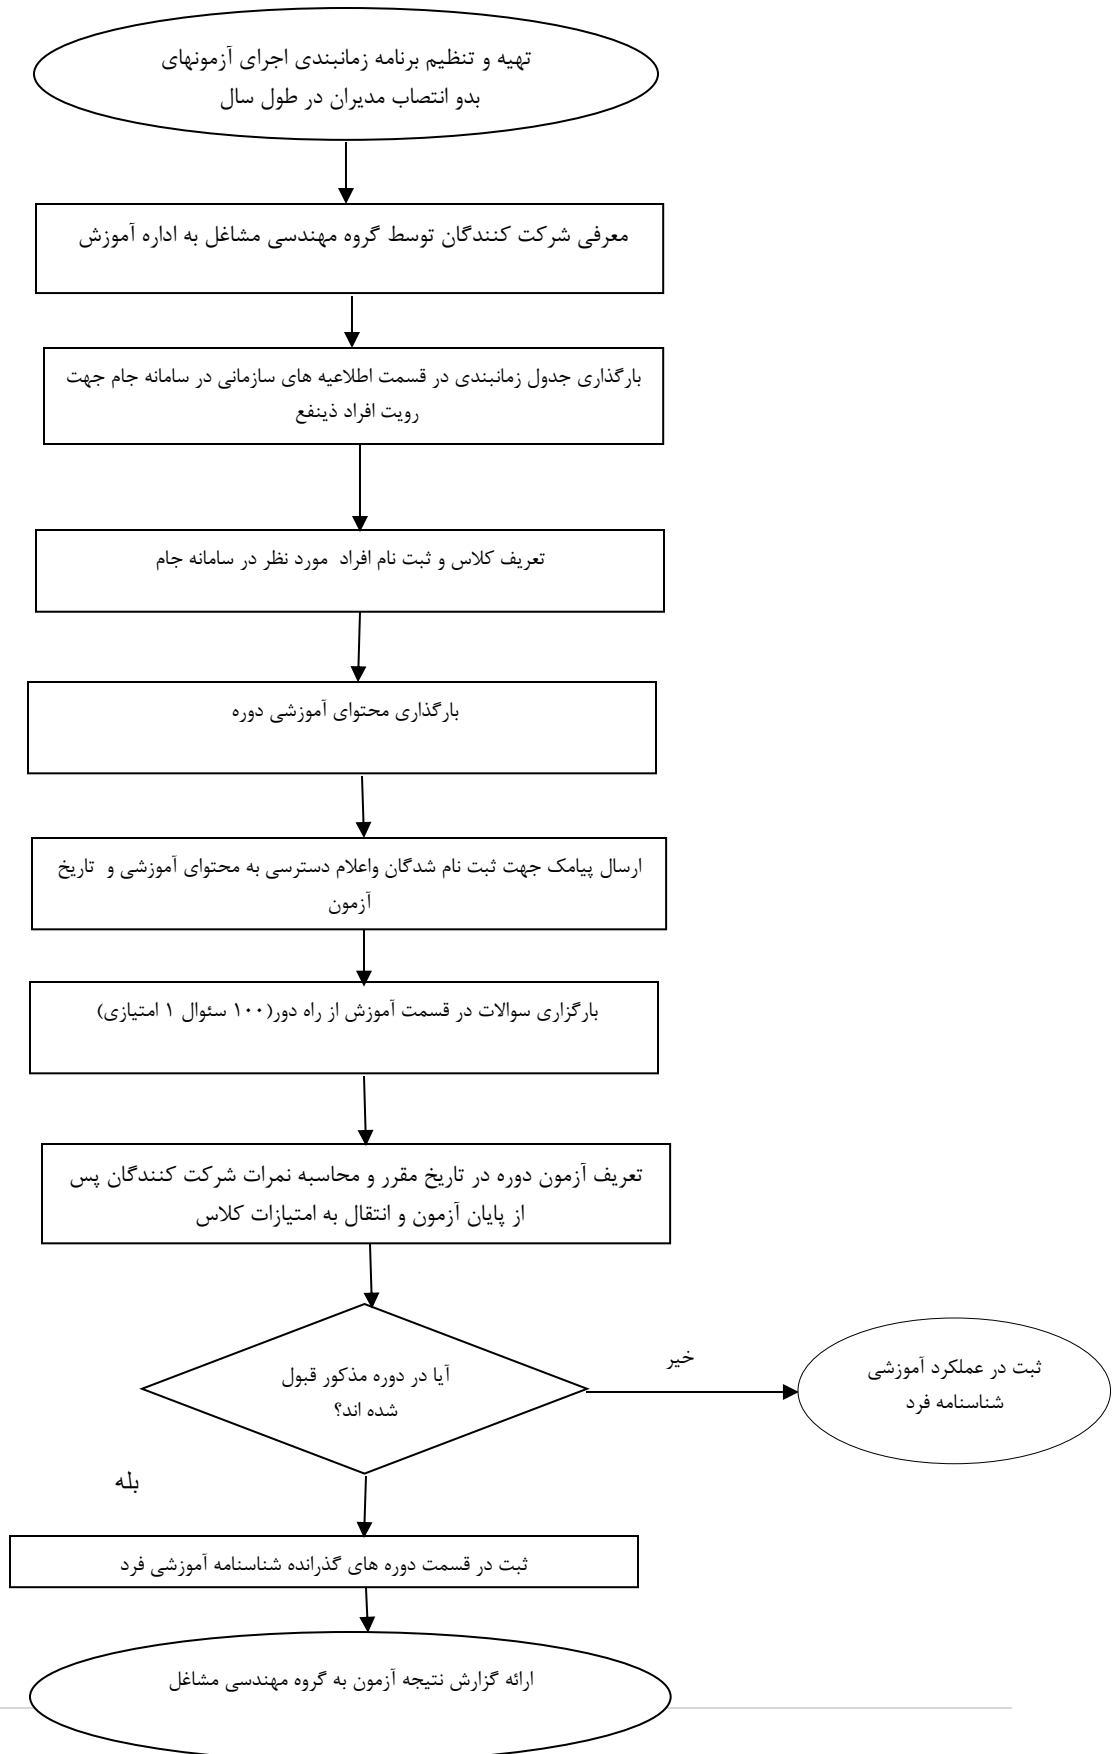 تهیه و تنظیم برنامه زمانبندی اجرای آزمونهای
بدو انتصاب مدیران در طول سال
معرفی شرکت کنندگان توسط گروه مهندسی مشاغل به اداره آموزش
بارگذاری جدول زمانبندی در قسمت اطلاعیه های سازمانی در سامانه جام جهت
رویت افراد ذینفع
تعریف کلاس و ثبت نام افراد  مورد نظر در سامانه جام
بارگذاری محتوای آموزشی دوره
ارسال پیامک جهت ثبت نام شدگان واعلام دسترسی به محتوای آموزشی و  تاریخ
آزمون
بارگزاری سوالات در قسمت آموزش از راه دور(۱۰۰ سئوال ۱ امتیازی)
تعریف آزمون دوره در تاریخ مقرر و محاسبه نمرات شرکت کنندگان پس
از پایان آزمون و انتقال به امتیازات کلاس
آیا در دوره مذکور قبول
شده اند؟
خیر
ثبت در عملکرد آموزشی
شناسنامه فرد
بله
ثبت در قسمت دوره های گذرانده شناسنامه آموزشی فرد
ارائه گزارش نتیجه آزمون به گروه مهندسی مشاغل